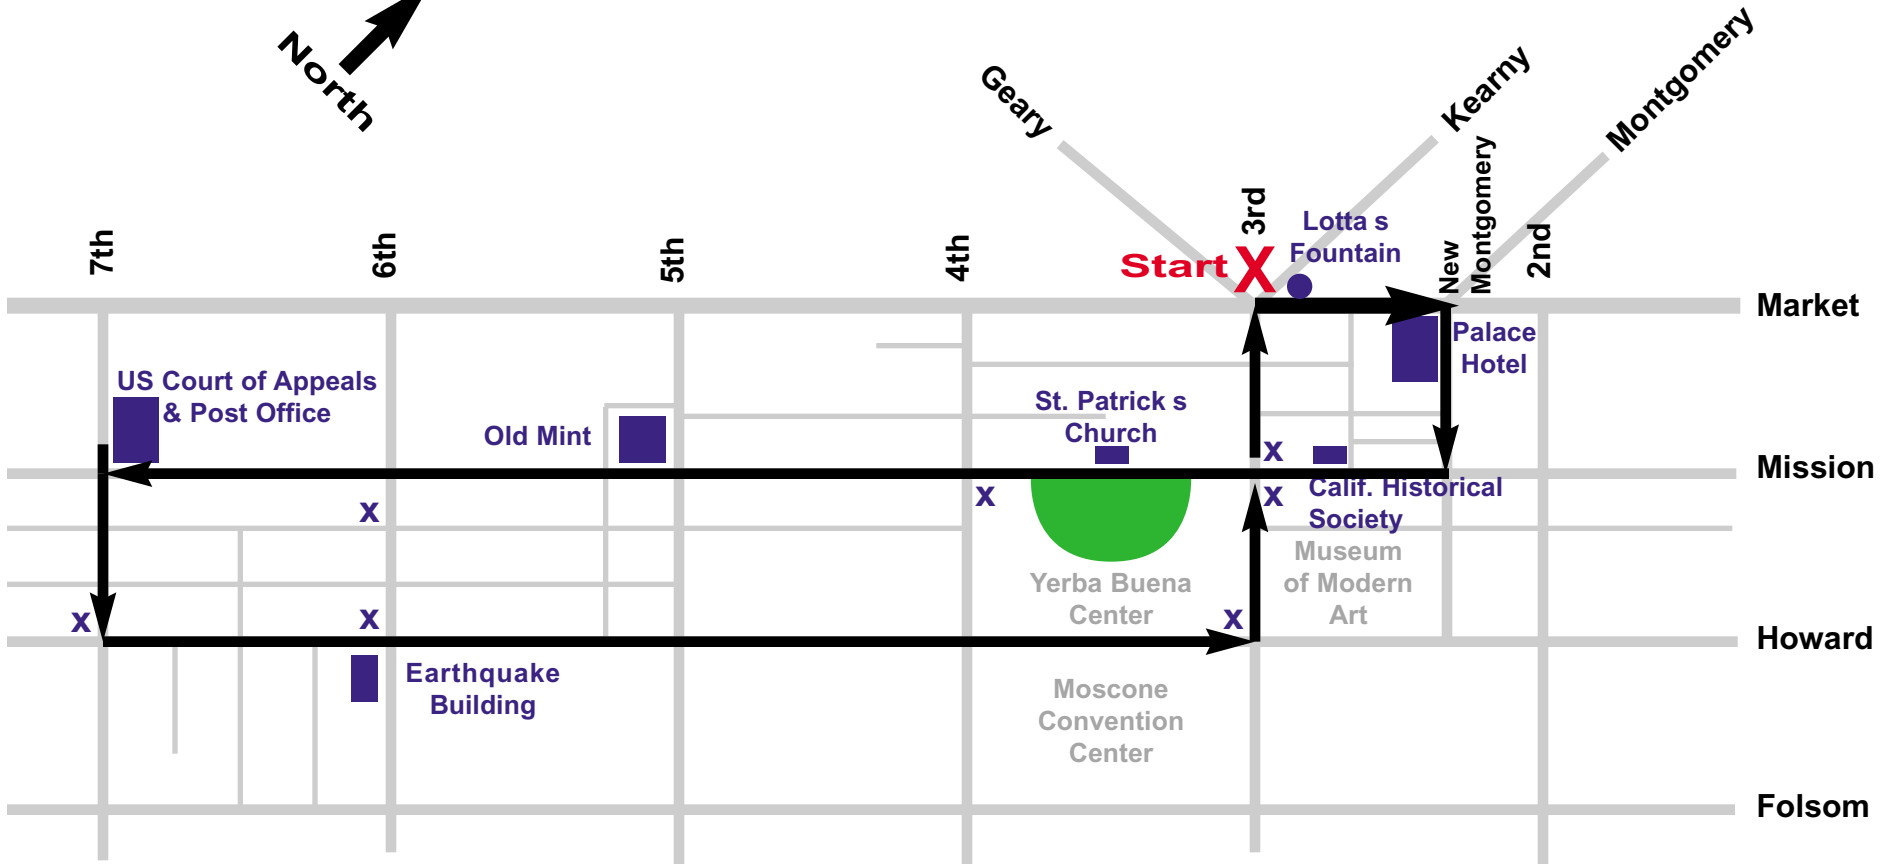 North
Geary
Kearny
Montgomery
7th
6th
5th
4th
3rd
New
Montgomery
2nd
Start X
Lotta s
Fountain
Market
Palace
Hotel
US Court of Appeals
& Post Office
Old Mint
St. Patrick s
Church
x
Mission
x
x
x
Calif. Historical
Society
Museum
of Modern
Art
Yerba Buena
Center
x
x
x
Howard
Earthquake
Building
Moscone
Convention
Center
Folsom